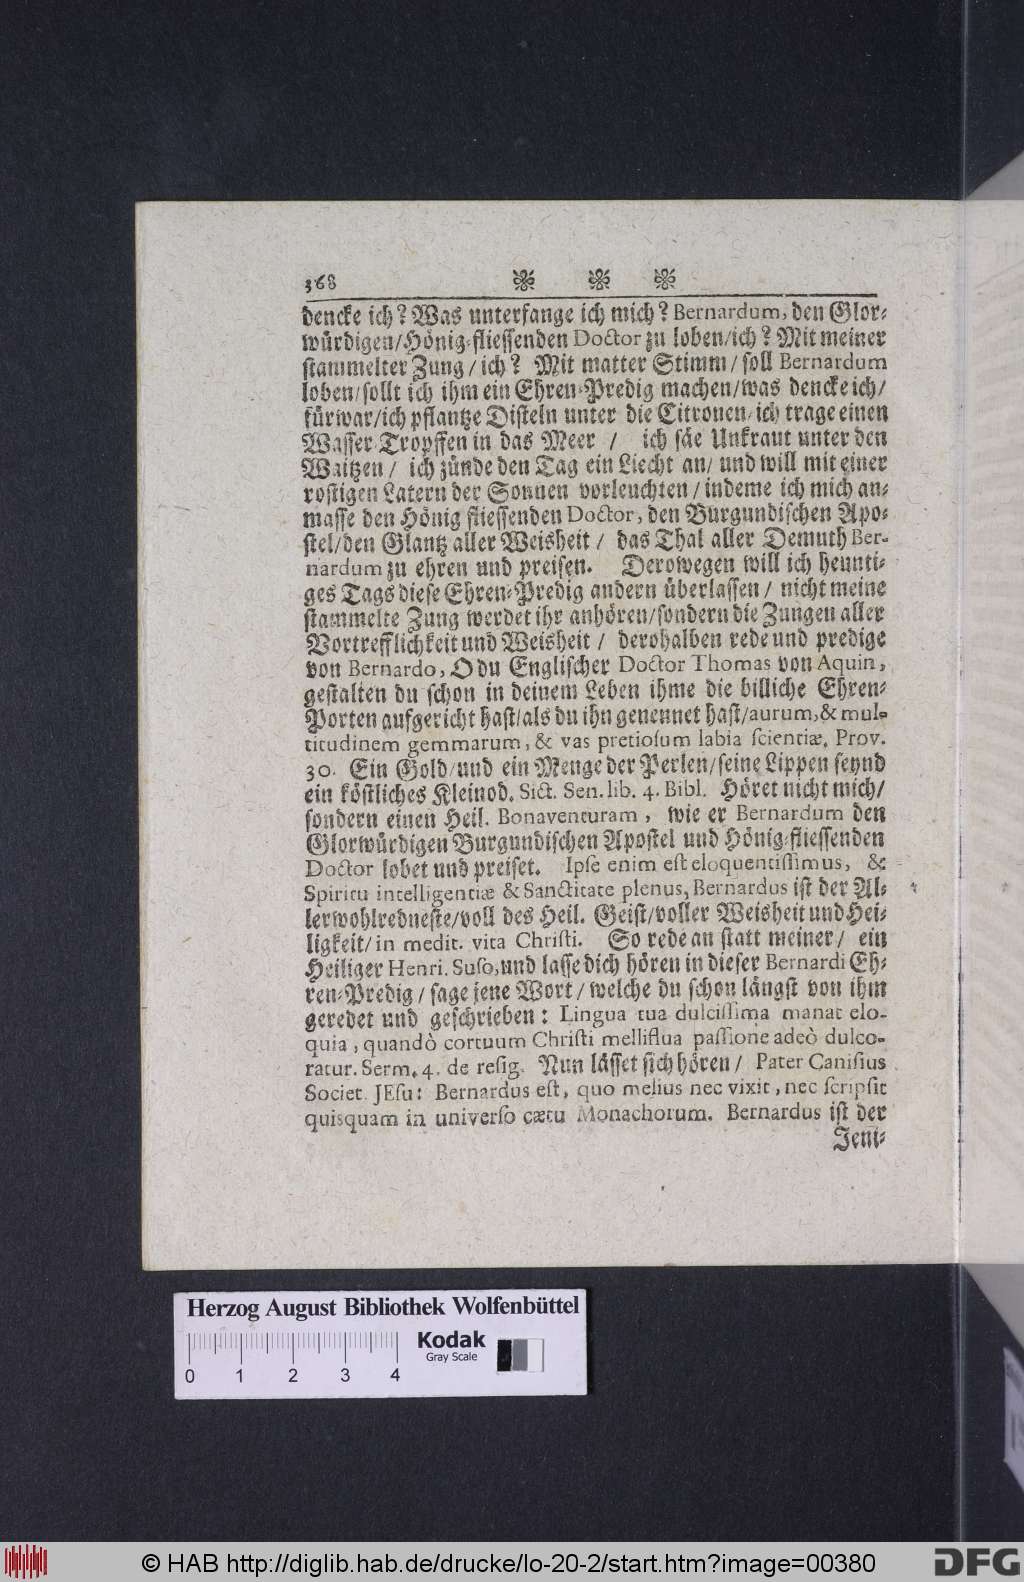 368
dencke ich? Was unterfange ich mich? Bernardum, den Glor-
würdigen/Hönig-fliessenden Doctor zu loben/ich? Mit meiner
stammelter Zung/ich? Mit matter Stimm/soll Bernardum
loben/sollt ich ihm ein Ehren-Predig machen/was dencke ich/
fürwar/ich pflantze Disteln unter die Citronen/ich trage einen
Wasser-Tropffen in das Meer / ich säe Unkraut unter den
Waitzen / ich zünde den Tag ein Liecht an/ und will mit einer
rostigen Latern der Sonnen vorleuchten/indeme ich mich an-
masse den Hönig fliessenden Doctor, den Burgundischen Apo-
stel/den Glantz aller Weisheit / das Thal aller Demuth Ber-
nardum zu ehren und preisen. Derowegen will ich heunti-
ges Tags diese Ehren-Predig andern überlassen / nicht meine
stammelte Zung werdet ihr anhören/sondern die Zungen aller
Vortrefflichkeit und Weisheit / derohalben rede und predige
von Bernardo, O du Englischer Doctor Thomas von Aquin,
gestalten du schon in deinem Leben ihme die billiche Ehren-
Porten aufgericht hast/als du ihn genennet hast/aurum,& mul-
titudinem gemmarum, & vas pretiosum labia scientiæ, Prov.
30. Ein Gold/und ein Menge der Perlen/seine Lippen seynd
ein köstliches Kleinod. Sict. Sen. lib. 4. Bibl. Höret nicht mich/
sondern einen Heil. Bonaventuram, wie er Bernardum den
Glorwürdigen Burgundischen Apostel und Hönig-fliessenden
Doctor lobet und preiset. Ipse enim est eloquentissimus, &
Spiritu intelligentiæ & Sanctitate plenus, Bernardus ist der Al-
lerwohlredneste/voll des Heil. Geist/voller Weisheit und Hei-
ligkeit/in medit. vita Christi. So rede an statt meiner/ ein
Heiliger Henri. Suso, und lasse dich hören in dieser Bernardi Eh-
ren-Predig / sage jene Wort / welche du schon längst von ihm
geredet und geschrieben: Lingua tua dulcissima manat elo-
quia, quandò cortuum Christi melliflua passione adeò dulco-
ratur. Serm. 4. de resig. Nun lässet sich hören / Pater Canisius
Societ. JEsu: Bernardus est, quo melius nec vixit, nec scripsit
quisquam in universo cætu Monachorum. Bernardus ist der
Jeni-
Herzog August Bibliothek Wolfenbüttel
Kodak
Gray Scale
0 1 2 3 4
© HAB http://diglib.hab.de/drucke/lo-20-2/start.htm?image=00380
DFG